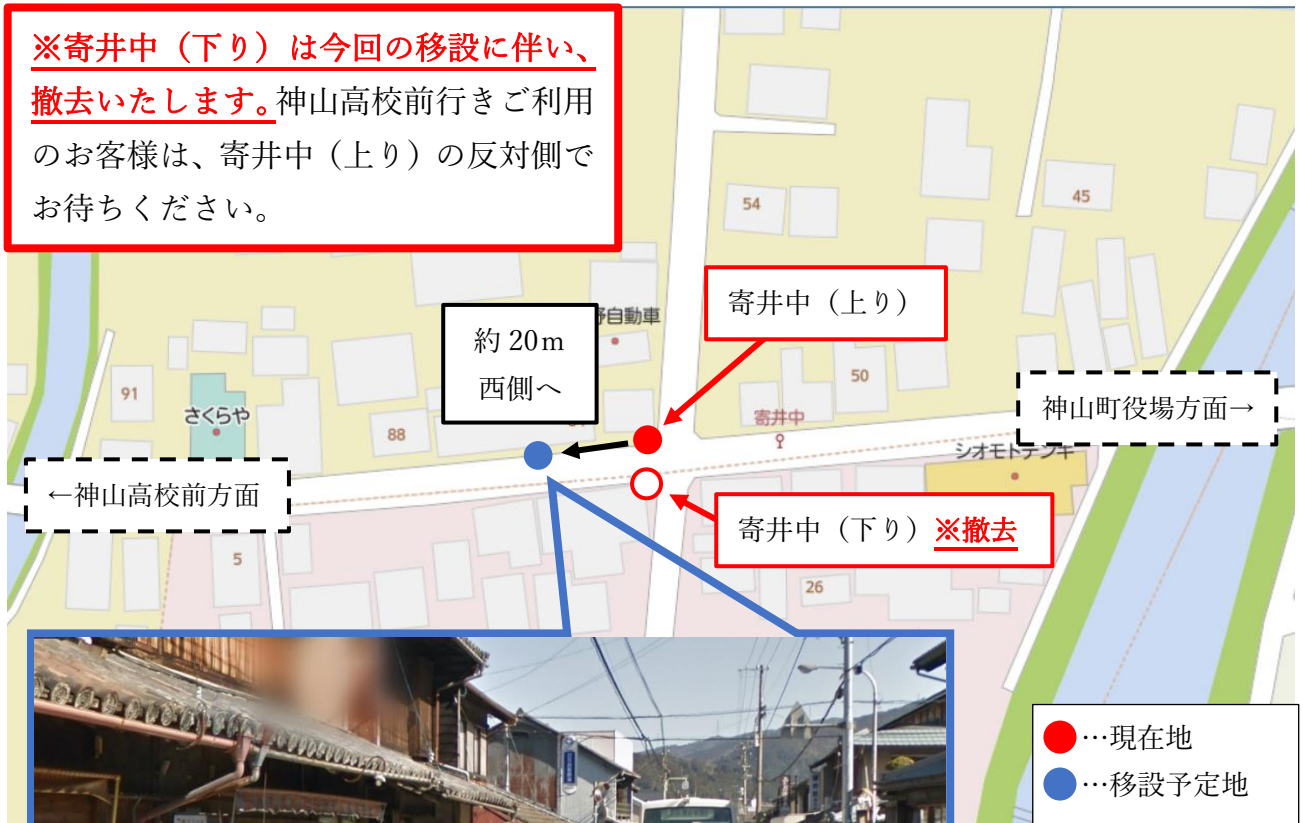 ※寄井中（下り）は今回の移設に伴い、
撤去いたします。神山高校前行きご利用
のお客様は、寄井中（上り）の反対側で
お待ちください。
54
45
寄井中（上り）
約 20m
西側へ
自動車
50
91
さくらや
88
寄井中
神山町役場方面→
シオモトデンキ
←神山高校前方面
寄井中（下り）※撤去
5
26
●…現在地
●…移設予定地